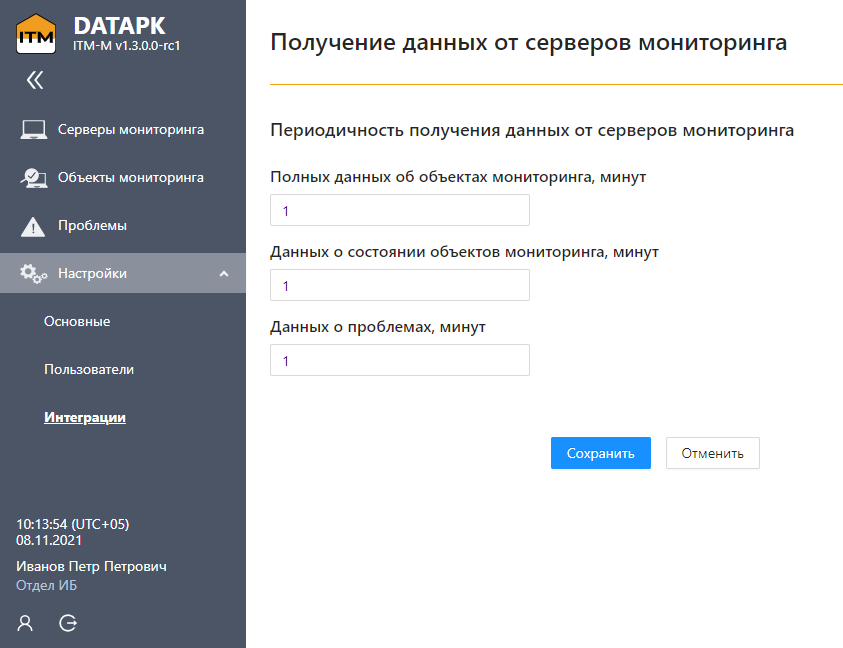 ITM
DATAPK
ITM-M v1.3.0.0-rc1
Серверы мониторинга
Объекты мониторинга
Проблемы
Настройки
Основные
Пользователи
Интеграции
10:13:54 (UTC+05)
08.11.2021
Иванов Петр Петрович
Отдел ИБ
Получение данных от серверов мониторинга
Периодичность получения данных от серверов мониторинга
Полных данных об объектах мониторинга, минут
1
Данных о состоянии объектов мониторинга, минут
1
Данных о проблемах, минут
1
Сохранить
Отменить